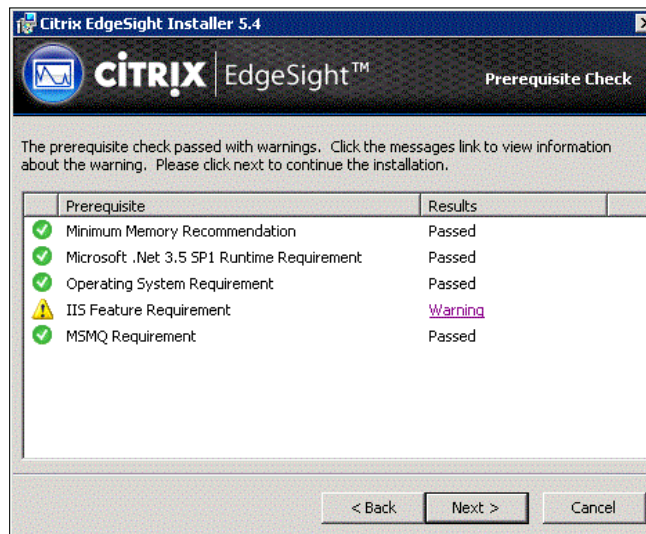 Citrix EdgeSight Installer 5.4
CİTRIX EdgeSight™
Prerequisite Check
The prerequisite check passed with warnings. Click the messages link to view information
about the warning. Please click next to continue the installation.
Prerequisite Results
Minimum Memory Recommendation Passed
Microsoft .Net 3.5 SP1 Runtime Requirement Passed
Operating System Requirement Passed
IIS Feature Requirement Warning
MSMQ Requirement Passed
< Back Next > Cancel